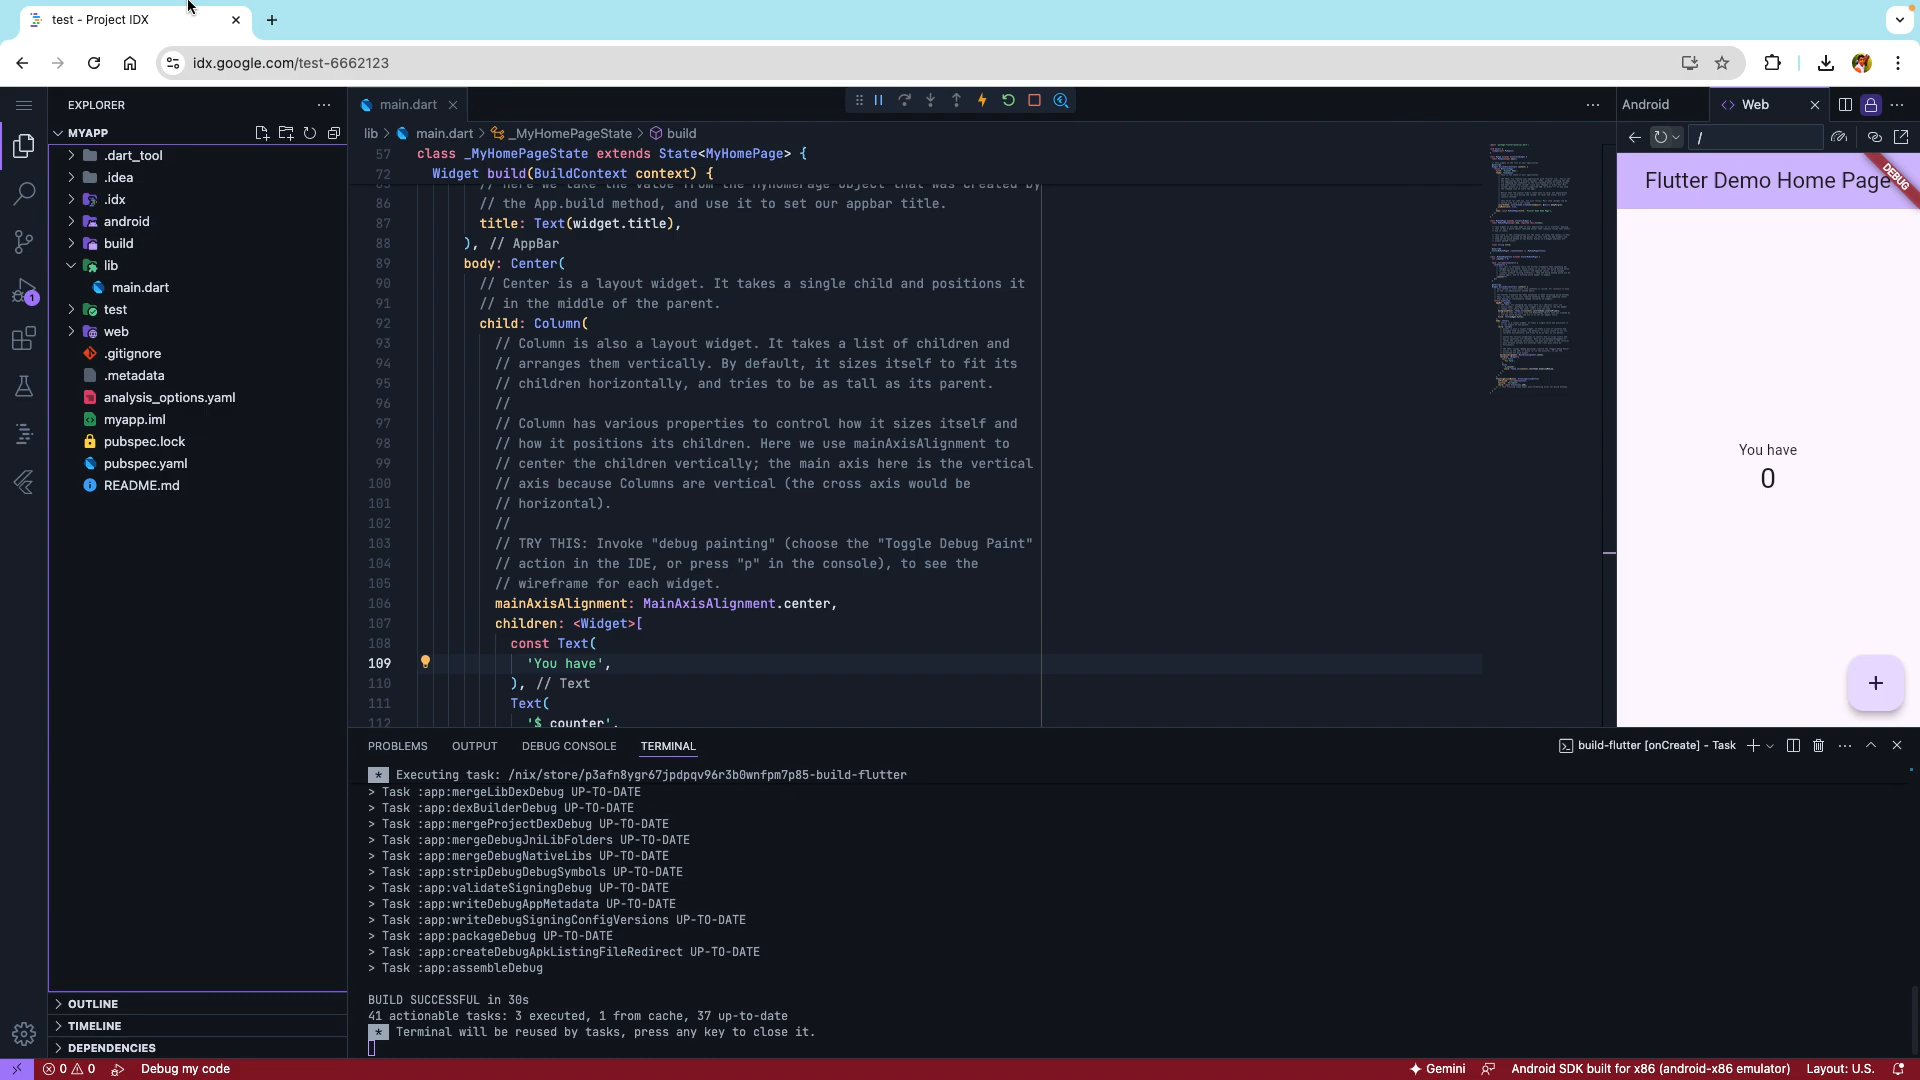 test - Project IDX
idx.google.com/test-6662123
EXPLORER
MYAPP
.dart_tool
.idea
.idx
android
build
lib
main.dart
test
web
.gitignore
.metadata
analysis_options.yaml
myapp.iml
pubspec.lock
pubspec.yaml
README.md
OUTLINE
TIMELINE
DEPENDENCIES
main.dart
lib > main.dart > _MyHomePageState > build
57 class _MyHomePageState extends State<MyHomePage> {
72 Widget build(BuildContext context) {
85 // Here we take the value from the MyHomePage object that was created by
86 // the App.build method, and use it to set our appbar title.
87 title: Text(widget.title),
88 ), // AppBar
89 body: Center(
90 // Center is a layout widget. It takes a single child and positions it
91 // in the middle of the parent.
92 child: Column(
93 // Column is also a layout widget. It takes a list of children and
94 // arranges them vertically. By default, it sizes itself to fit its
95 // children horizontally, and tries to be as tall as its parent.
96 //
97 // Column has various properties to control how it sizes itself and
98 // how it positions its children. Here we use mainAxisAlignment to
99 // center the children vertically; the main axis here is the vertical
100 // axis because Columns are vertical (the cross axis would be
101 // horizontal).
102 //
103 // TRY THIS: Invoke "debug painting" (choose the "Toggle Debug Paint"
104 // action in the IDE, or press "p" in the console), to see the
105 // wireframe for each widget.
106 mainAxisAlignment: MainAxisAlignment.center,
107 children: <Widget>[
108 const Text(
109 'You have',
110 ), // Text
111 Text(
112 '$_counter',
Android
Web
/
Flutter Demo Home Page
DEBUG
You have
0
+
PROBLEMS OUTPUT DEBUG CONSOLE TERMINAL
build-flutter [onCreate] - Task
* Executing task: /nix/store/p3afn8ygr67jpdpqv96r3b0wnfpm7p85-build-flutter
> Task :app:mergeLibDexDebug UP-TO-DATE
> Task :app:dexBuilderDebug UP-TO-DATE
> Task :app:mergeProjectDexDebug UP-TO-DATE
> Task :app:mergeDebugJniLibFolders UP-TO-DATE
> Task :app:mergeDebugNativeLibs UP-TO-DATE
> Task :app:stripDebugDebugSymbols UP-TO-DATE
> Task :app:validateSigningDebug UP-TO-DATE
> Task :app:writeDebugAppMetadata UP-TO-DATE
> Task :app:writeDebugSigningConfigVersions UP-TO-DATE
> Task :app:packageDebug UP-TO-DATE
> Task :app:createDebugApkListingFileRedirect UP-TO-DATE
> Task :app:assembleDebug
BUILD SUCCESSFUL in 30s
41 actionable tasks: 3 executed, 1 from cache, 37 up-to-date
* Terminal will be reused by tasks, press any key to close it.
1
0 0 Debug my code
Gemini
Android SDK built for x86 (android-x86 emulator)
Layout: U.S.